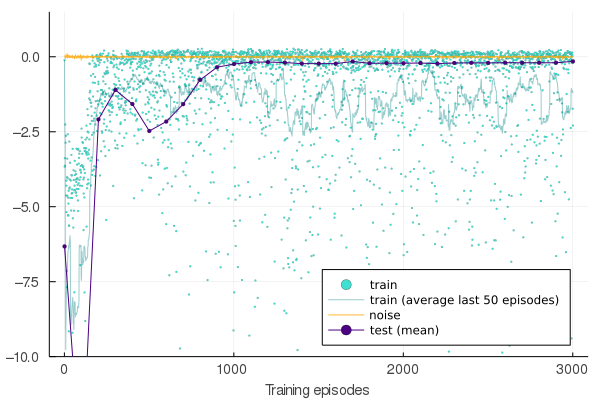 0.0
−2.5
−5.0
−7.5
−10.0
0 1000 2000 3000
Training episodes
train
train (average last 50 episodes)
noise
test (mean)